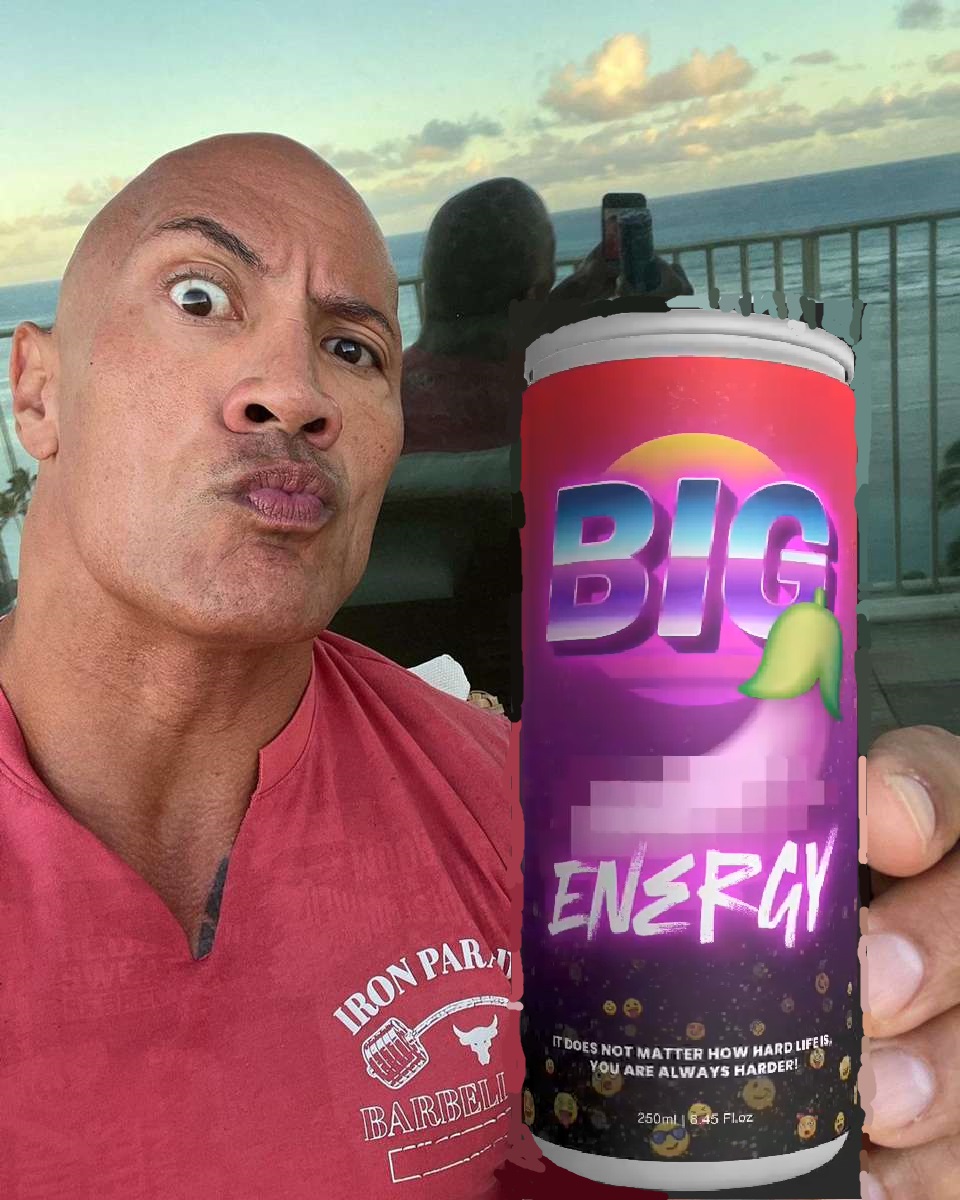 BIG
ENERGY
IT DOES NOT MATTER HOW HARD LIFE IS,
YOU ARE ALWAYS HARDER!
250ml | 8.45 Fl.oz
IRON PARA
BARBELL